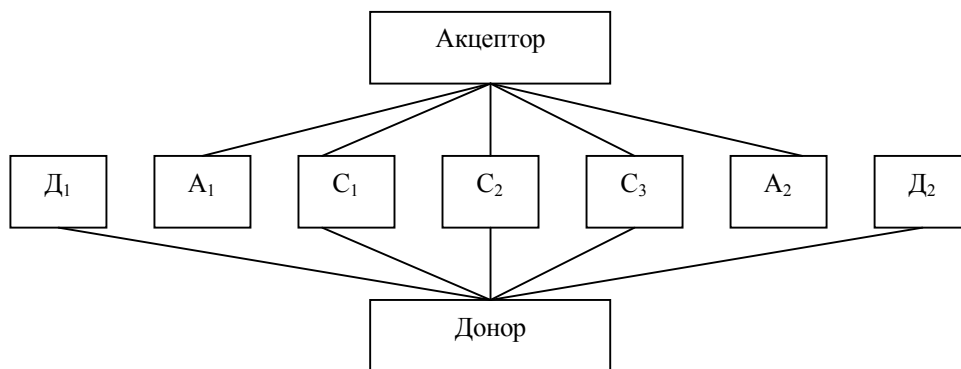 Акцептор
Д₁ А₁ С₁ С₂ С₃ А₂ Д₂
Донор